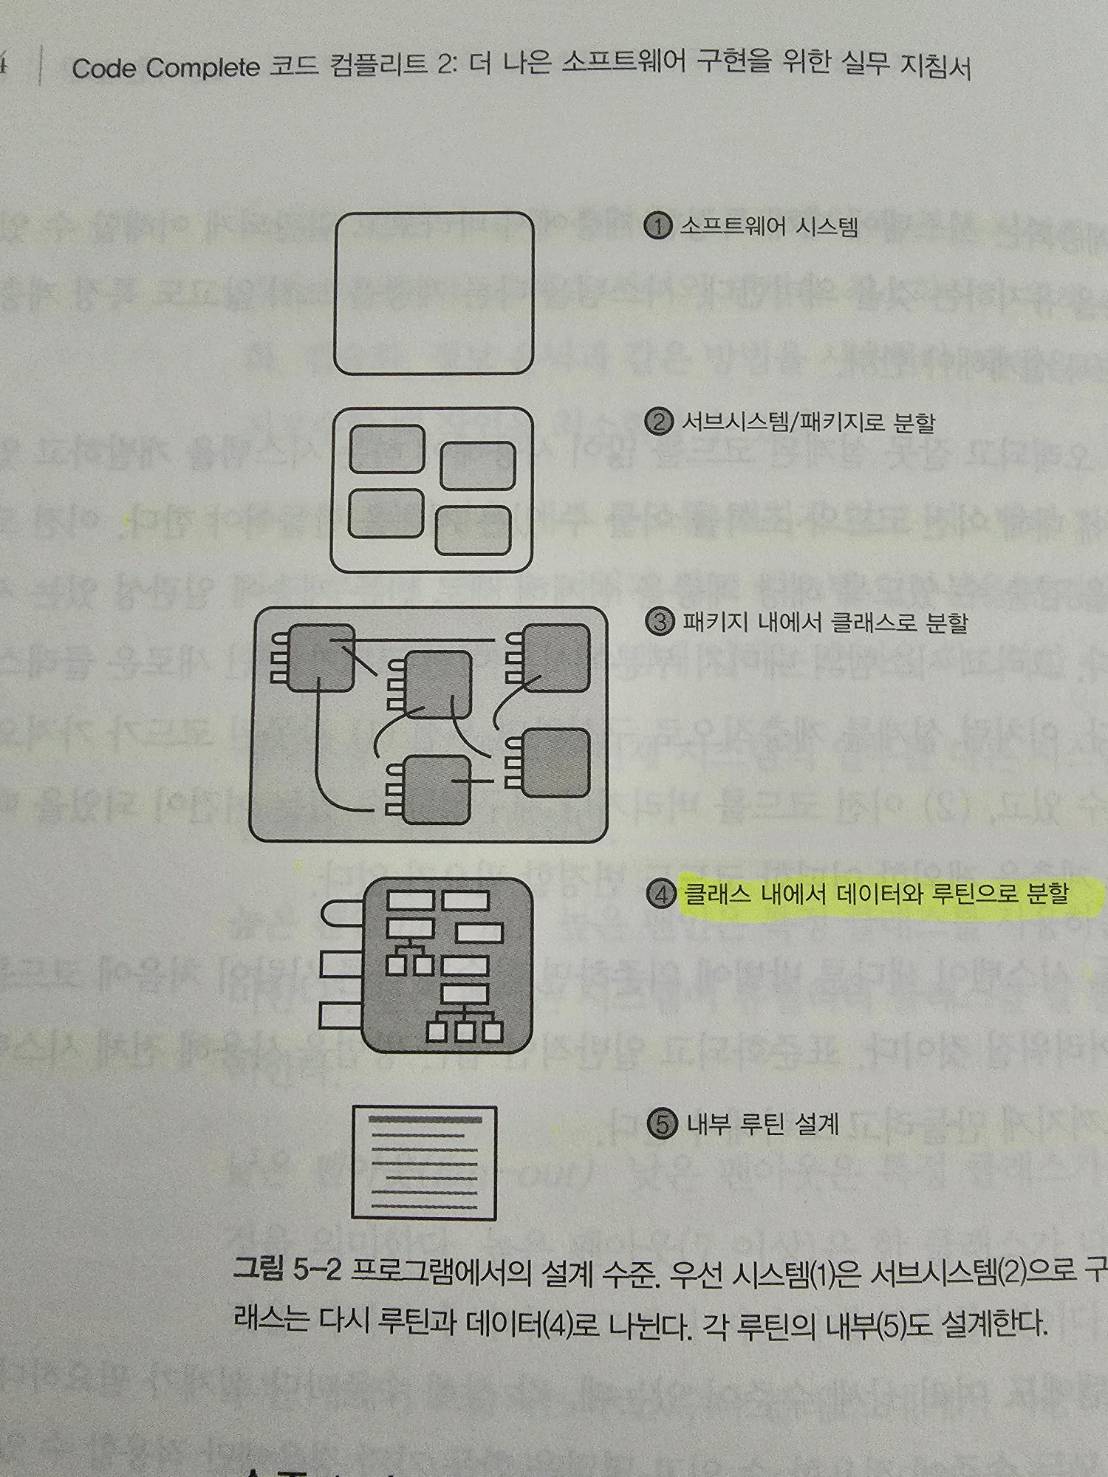 Code Complete 코드 컴플리트 2: 더 나은 소프트웨어 구현을 위한 실무 지침서
1 소프트웨어 시스템
2 서브시스템/패키지로 분할
3 패키지 내에서 클래스로 분할
4 클래스 내에서 데이터와 루틴으로 분할
5 내부 루틴 설계
그림 5-2 프로그램에서의 설계 수준. 우선 시스템(1)은 서브시스템(2)으로 구
래스는 다시 루틴과 데이터(4)로 나뉜다. 각 루틴의 내부(5)도 설계한다.